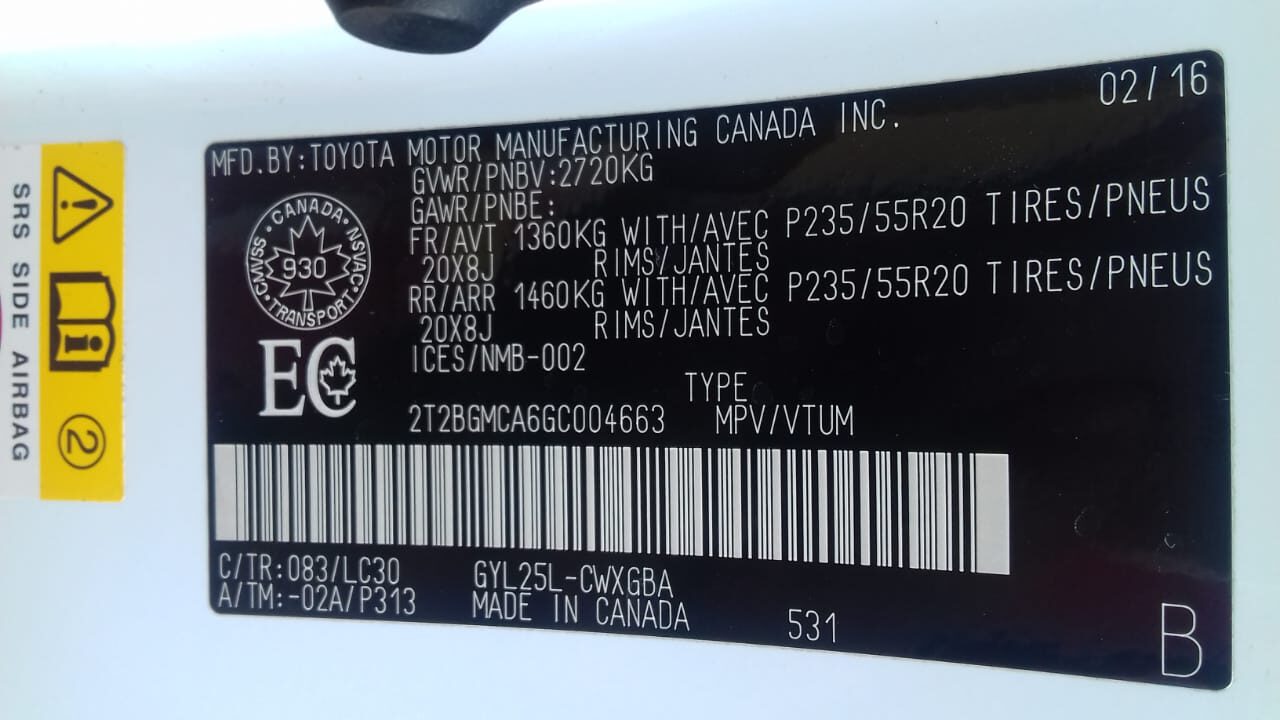 02/16
MFD.BY:TOYOTA MOTOR MANUFACTURING CANADA INC.
GVWR/PNBV:2720KG
GAWR/PNBE:
FR/AVT 1360KG WITH/AVEC P235/55R20 TIRES/PNEUS
20X8J RIMS/JANTES
RR/ARR 1460KG WITH/AVEC P235/55R20 TIRES/PNEUS
20X8J RIMS/JANTES
ICES/NMB-002
TYPE
2T2BGMCA6GC004663 MPV/VTUM
CANADA
CMVSS 930 NSVAC
TRANSPORT
EC
C/TR:083/LC30 GYL25L-CWXGBA
A/TM:-02A/P313 MADE IN CANADA 531
B
SRS SIDE AIRBAG
2